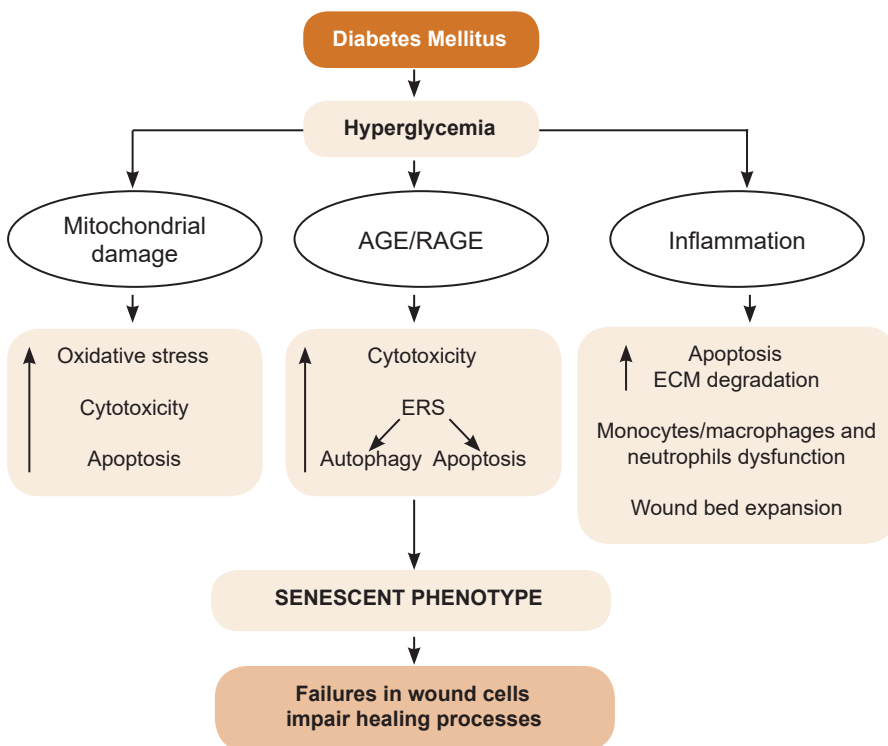 Diabetes Mellitus
Hyperglycemia
Mitochondrial
damage
AGE/RAGE
Inflammation
Oxidative stress
Cytotoxicity
Apoptosis
Cytotoxicity
ERS
Autophagy Apoptosis
Apoptosis
ECM degradation
Monocytes/macrophages and
neutrophils dysfunction
Wound bed expansion
SENESCENT PHENOTYPE
Failures in wound cells
impair healing processes